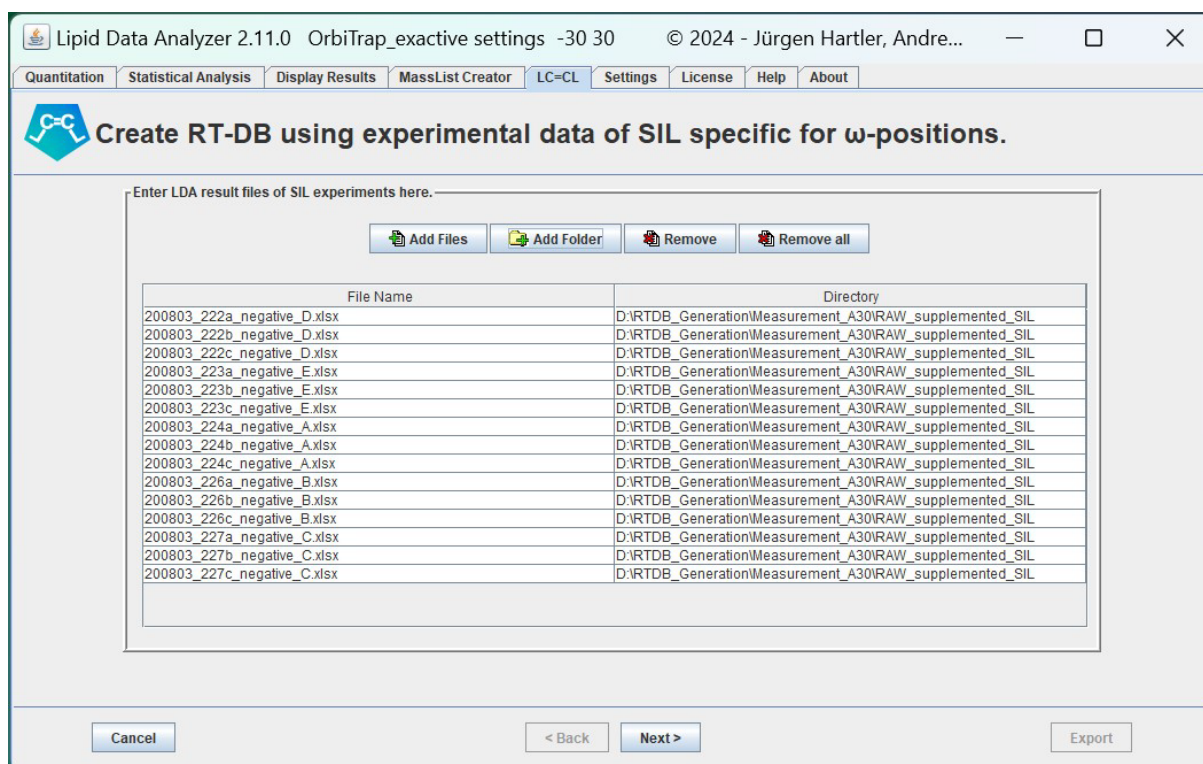 Lipid Data Analyzer 2.11.0 OrbiTrap_exactive settings -30 30 © 2024 - Jürgen Hartler, Andre...
Quantitation Statistical Analysis Display Results MassList Creator LC=CL Settings License Help About
C=C
Create RT-DB using experimental data of SIL specific for ω-positions.
Enter LDA result files of SIL experiments here.
Add Files Add Folder Remove Remove all
File Name Directory
200803_222a_negative_D.xlsx D:\RTDB_Generation\Measurement_A30\RAW_supplemented_SIL
200803_222b_negative_D.xlsx D:\RTDB_Generation\Measurement_A30\RAW_supplemented_SIL
200803_222c_negative_D.xlsx D:\RTDB_Generation\Measurement_A30\RAW_supplemented_SIL
200803_223a_negative_E.xlsx D:\RTDB_Generation\Measurement_A30\RAW_supplemented_SIL
200803_223b_negative_E.xlsx D:\RTDB_Generation\Measurement_A30\RAW_supplemented_SIL
200803_223c_negative_E.xlsx D:\RTDB_Generation\Measurement_A30\RAW_supplemented_SIL
200803_224a_negative_A.xlsx D:\RTDB_Generation\Measurement_A30\RAW_supplemented_SIL
200803_224b_negative_A.xlsx D:\RTDB_Generation\Measurement_A30\RAW_supplemented_SIL
200803_224c_negative_A.xlsx D:\RTDB_Generation\Measurement_A30\RAW_supplemented_SIL
200803_226a_negative_B.xlsx D:\RTDB_Generation\Measurement_A30\RAW_supplemented_SIL
200803_226b_negative_B.xlsx D:\RTDB_Generation\Measurement_A30\RAW_supplemented_SIL
200803_226c_negative_B.xlsx D:\RTDB_Generation\Measurement_A30\RAW_supplemented_SIL
200803_227a_negative_C.xlsx D:\RTDB_Generation\Measurement_A30\RAW_supplemented_SIL
200803_227b_negative_C.xlsx D:\RTDB_Generation\Measurement_A30\RAW_supplemented_SIL
200803_227c_negative_C.xlsx D:\RTDB_Generation\Measurement_A30\RAW_supplemented_SIL
Cancel < Back Next > Export